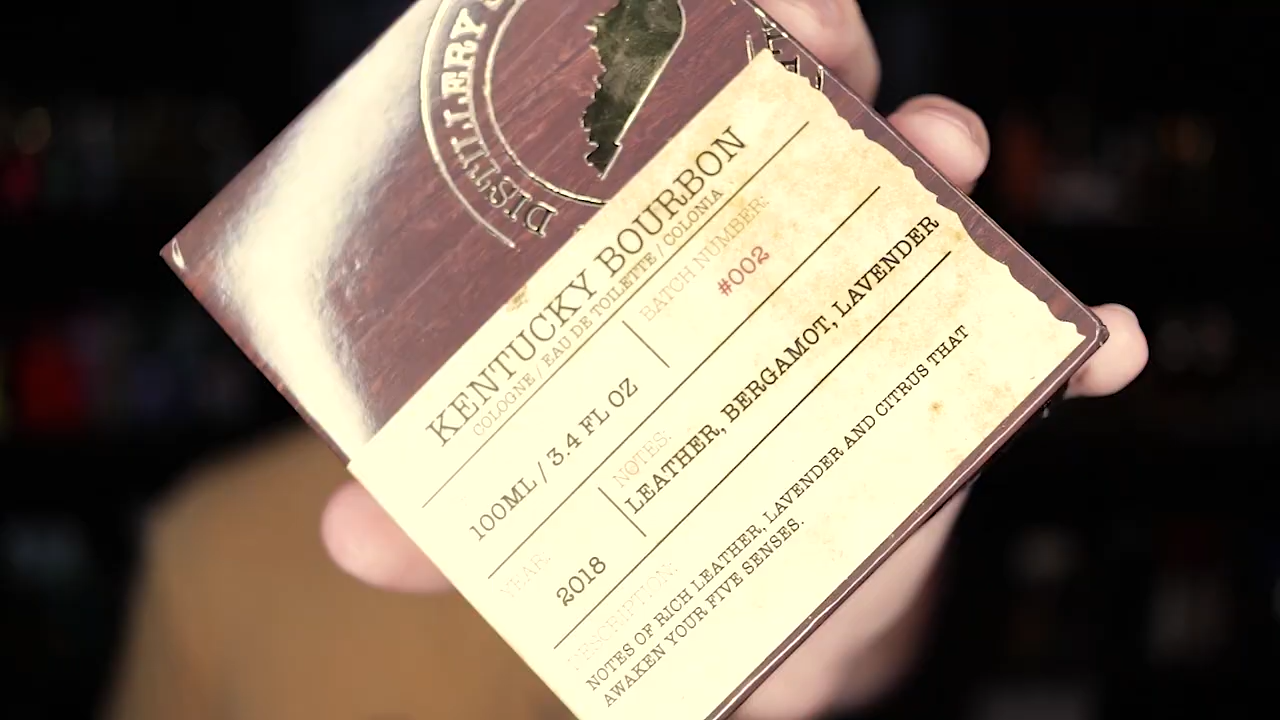 DISTILLERY
KENTUCKY BOURBON
COLOGNE / EAU DE TOILETTE / COLONIA
100ML / 3.4 FL OZ
BATCH NUMBER:
#002
YEAR:
2018
NOTES:
LEATHER, BERGAMOT, LAVENDER
DESCRIPTION:
NOTES OF RICH LEATHER, LAVENDER AND CITRUS THAT
AWAKEN YOUR FIVE SENSES.